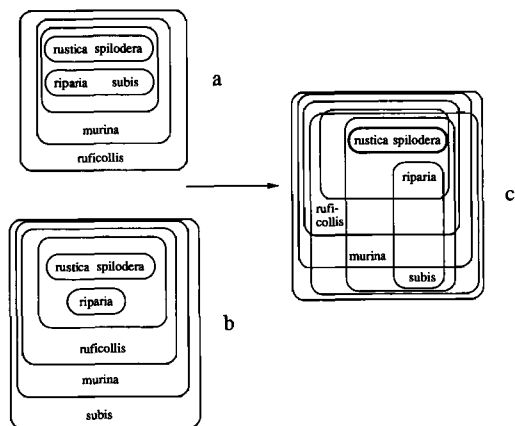 rustica spilodera
riparia subis
murina
ruficollis
a
rustica spilodera
riparia
ruficollis
murina
subis
b
rustica spilodera
riparia
rufi-
collis
murina
subis
c